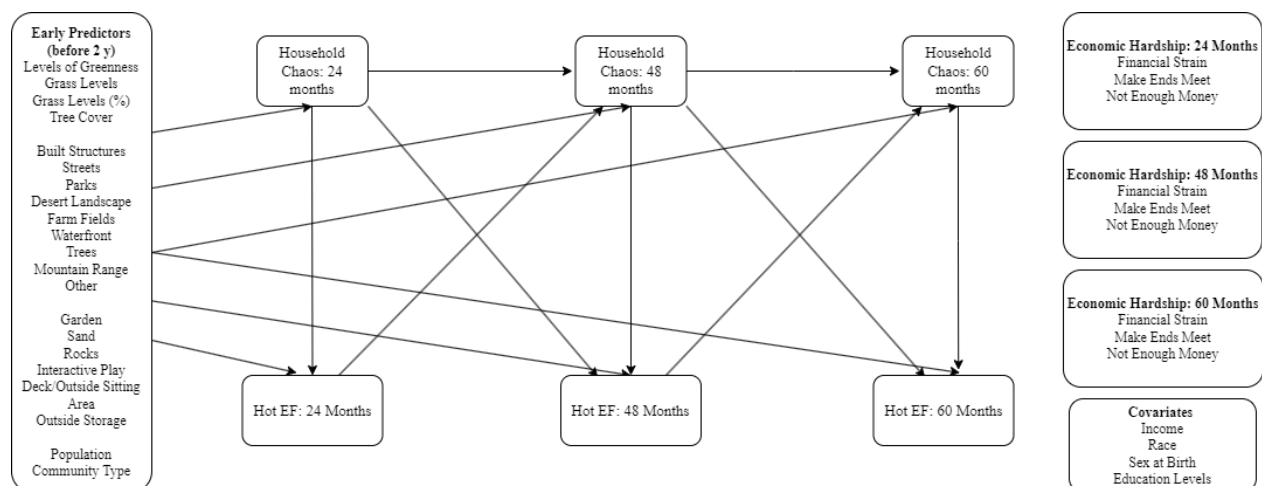 Early Predictors
(before 2 y)
Levels of Greenness
Grass Levels
Grass Levels (%)
Tree Cover
Built Structures
Streets
Parks
Desert Landscape
Farm Fields
Waterfront
Trees
Mountain Range
Other
Garden
Sand
Rocks
Interactive Play
Deck/Outside Sitting
Area
Outside Storage
Population
Community Type
Household
Chaos: 24
months
Household
Chaos: 48
months
Household
Chaos: 60
months
Hot EF: 24 Months
Hot EF: 48 Months
Hot EF: 60 Months
Economic Hardship: 24 Months
Financial Strain
Make Ends Meet
Not Enough Money
Economic Hardship: 48 Months
Financial Strain
Make Ends Meet
Not Enough Money
Economic Hardship: 60 Months
Financial Strain
Make Ends Meet
Not Enough Money
Covariates
Income
Race
Sex at Birth
Education Levels